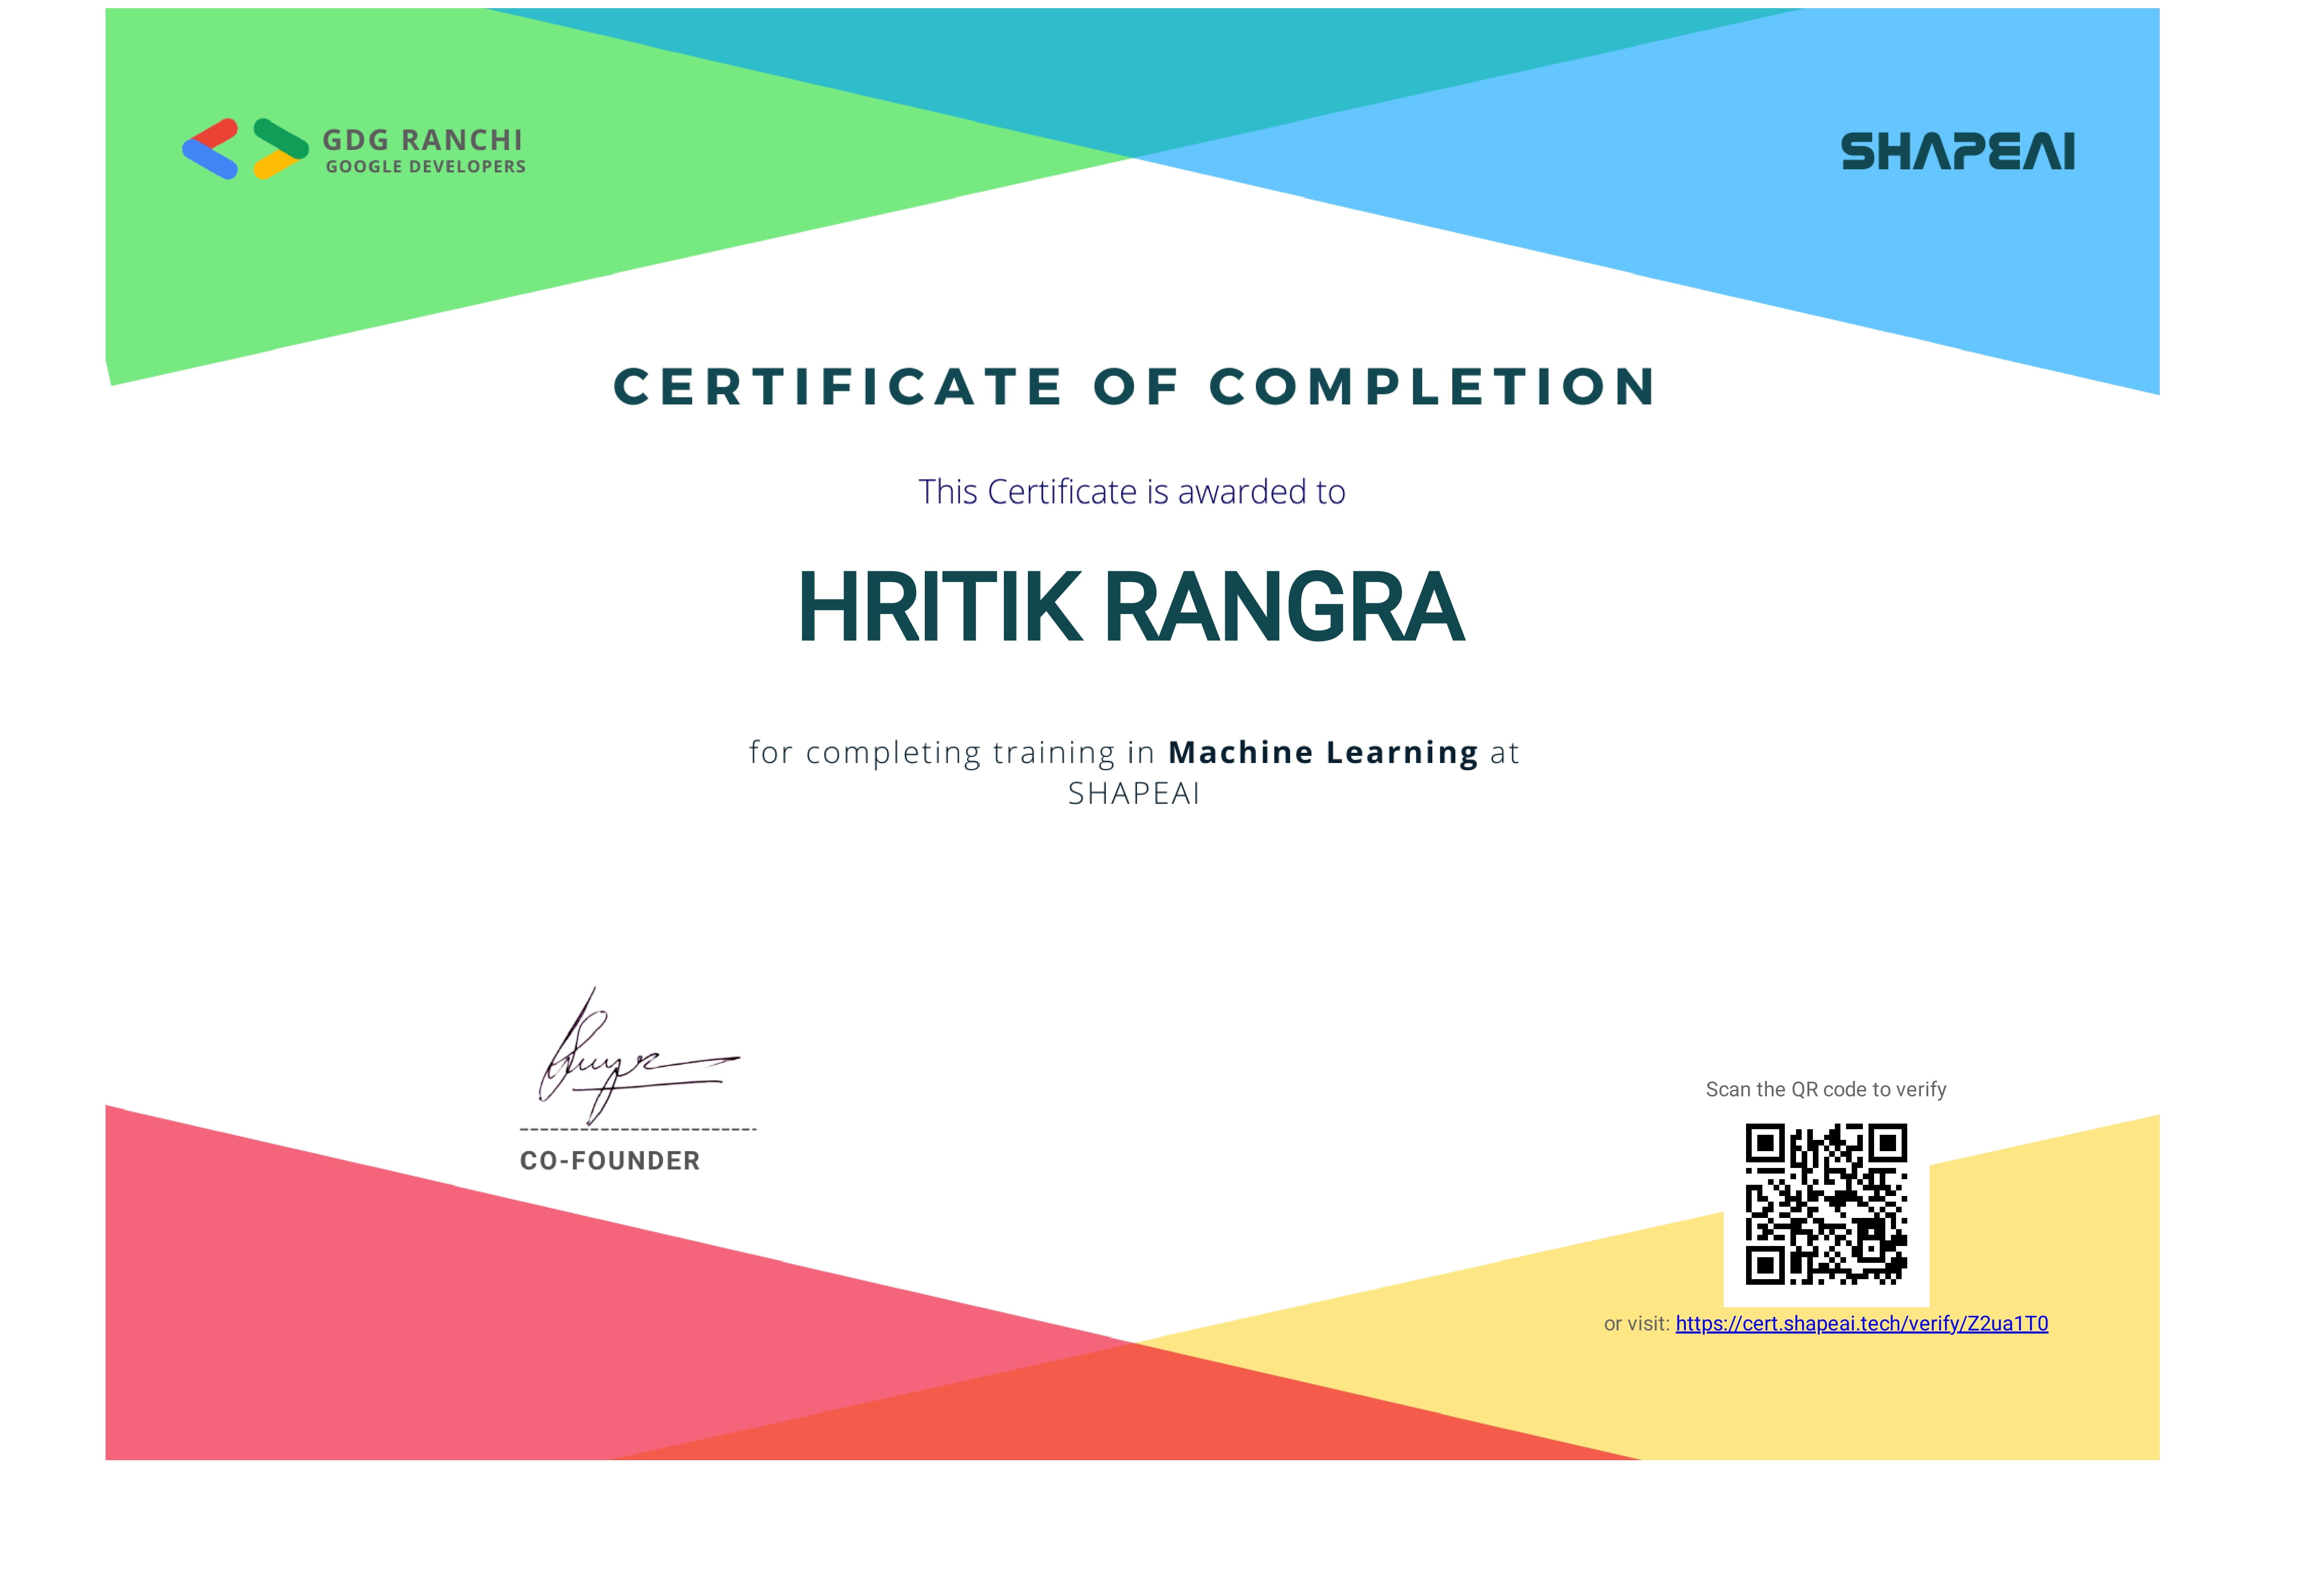 GDG RANCHI
GOOGLE DEVELOPERS
SHAPEAI
CERTIFICATE OF COMPLETION
This Certificate is awarded to
HRITIK RANGRA
for completing training in Machine Learning at
SHAPEAI
CO-FOUNDER
Scan the QR code to verify
or visit: https://cert.shapeai.tech/verify/Z2ua1T0